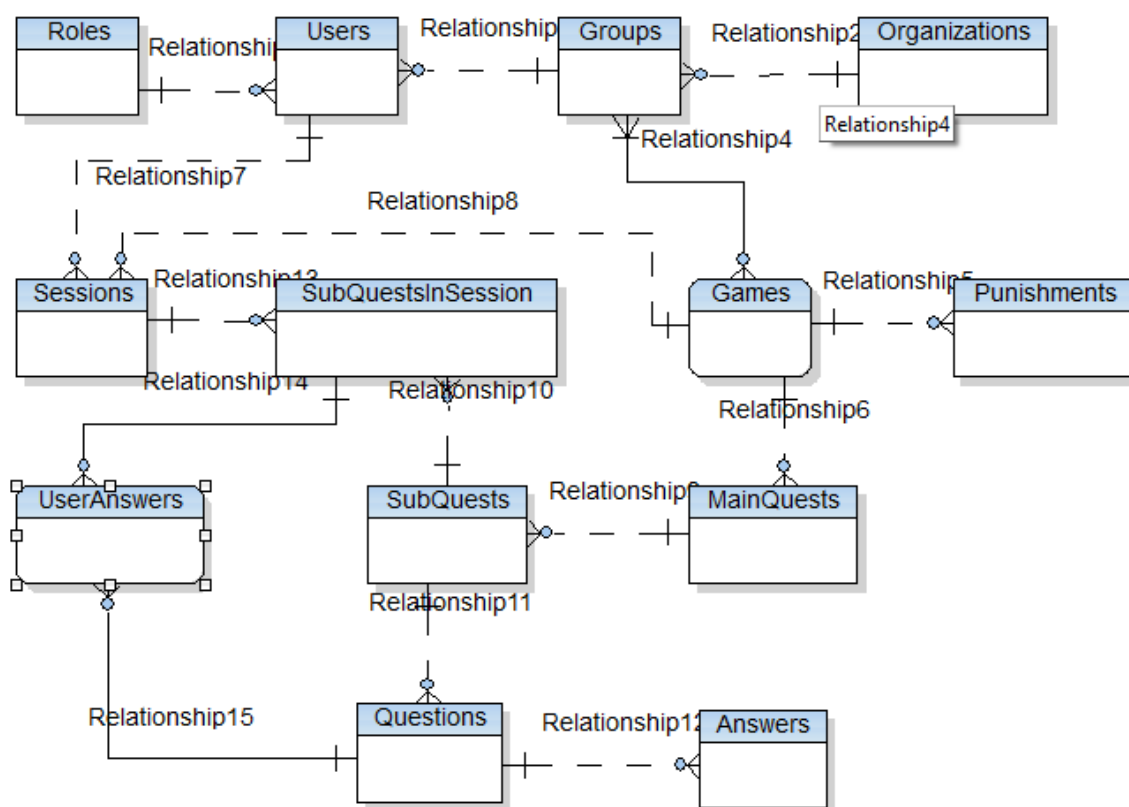 Roles
Relationship
Users
Relationship
Groups
Relationship2
Organizations
Relationship4
Relationship4
Relationship7
Relationship8
Sessions
Relationship13
SubQuestsInSession
Games
Relationship5
Punishments
Relationship14
Relationship10
Relationship6
UserAnswers
SubQuests
Relationship9
MainQuests
Relationship11
Relationship15
Questions
Relationship12
Answers